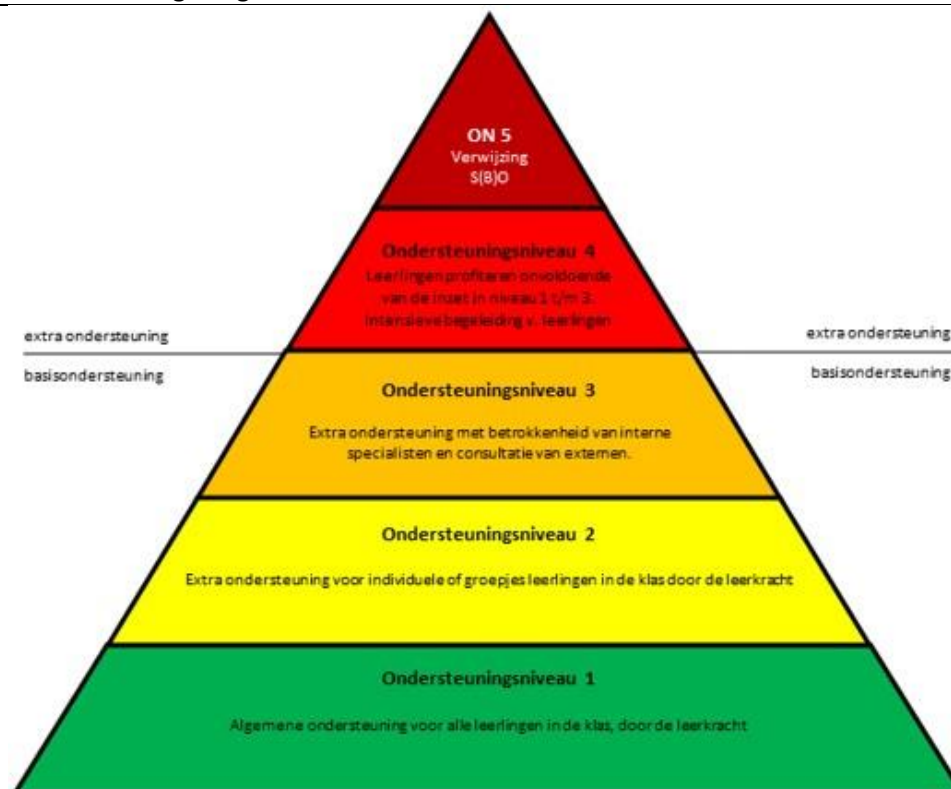 ON 5
Verwijzing
S(B)O
Ondersteuningsniveau 4
Leerlingen profiteren onvoldoende
van de inzet in niveau 1 t/m 3.
Intensieve begeleiding v. leerlingen
extra ondersteuning
extra ondersteuning
basisondersteuning
basisondersteuning
Ondersteuningsniveau 3
Extra ondersteuning met betrokkenheid van interne
specialisten en consultatie van externen.
Ondersteuningsniveau 2
Extra ondersteuning voor individuele of groepjes leerlingen in de klas door de leerkracht
Ondersteuningsniveau 1
Algemene ondersteuning voor alle leerlingen in de klas, door de leerkracht